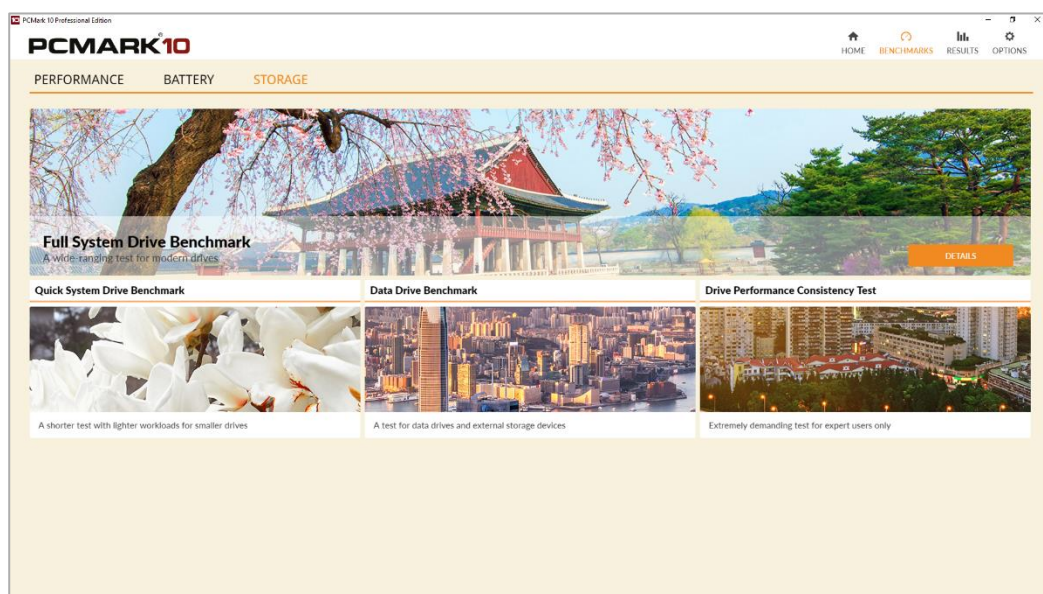 PCMark 10 Professional Edition
PCMARK 10
HOME BENCHMARKS RESULTS OPTIONS
PERFORMANCE BATTERY STORAGE
Full System Drive Benchmark
A wide-ranging test for modern drives
DETAILS
Quick System Drive Benchmark
Data Drive Benchmark
Drive Performance Consistency Test
A shorter test with lighter workloads for smaller drives
A test for data drives and external storage devices
Extremely demanding test for expert users only